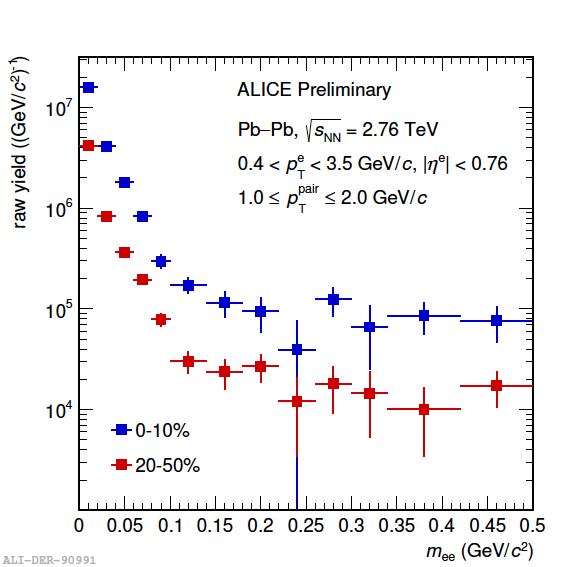 raw yield ((GeV/c²)⁻¹)
10⁷
10⁶
10⁵
10⁴
ALICE Preliminary
Pb–Pb, √sNN = 2.76 TeV
0.4 < pTᵉ < 3.5 GeV/c, |ηᵉ| < 0.76
1.0 ≤ pTᵖᵃⁱʳ ≤ 2.0 GeV/c
0-10%
20-50%
0 0.05 0.1 0.15 0.2 0.25 0.3 0.35 0.4 0.45 0.5
mee (GeV/c²)
ALI-DER-90991